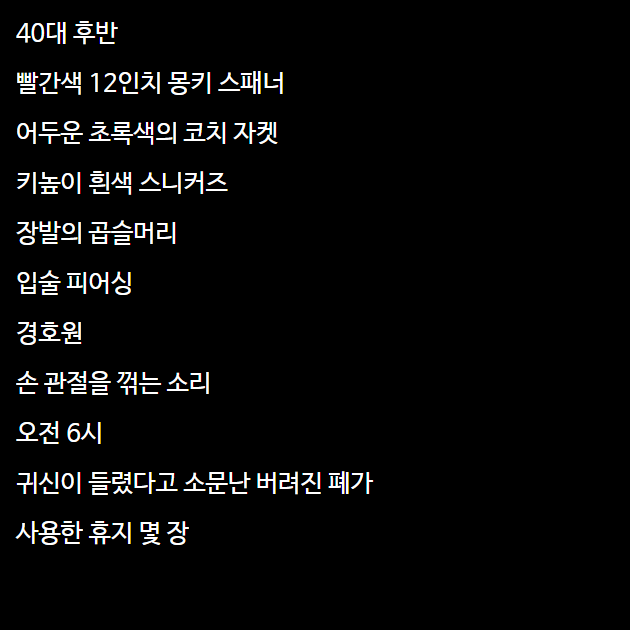 40대 후반
빨간색 12인치 몽키 스패너
어두운 초록색의 코치 자켓
키높이 흰색 스니커즈
장발의 곱슬머리
입술 피어싱
경호원
손 관절을 꺾는 소리
오전 6시
귀신이 들렸다고 소문난 버려진 폐가
사용한 휴지 몇 장